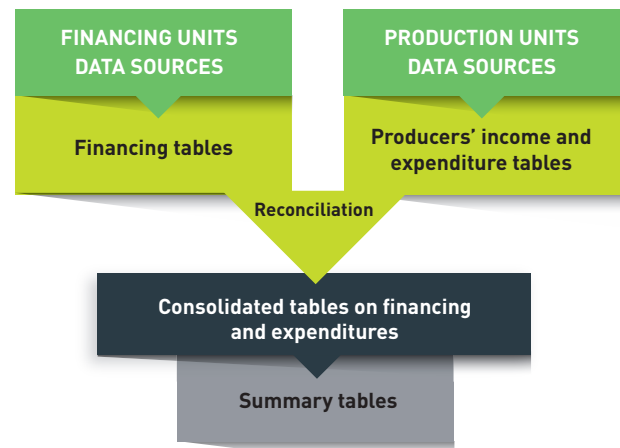 FINANCING UNITS
DATA SOURCES
PRODUCTION UNITS
DATA SOURCES
Financing tables
Producers’ income and
expenditure tables
Reconciliation
Consolidated tables on financing
and expenditures
Summary tables